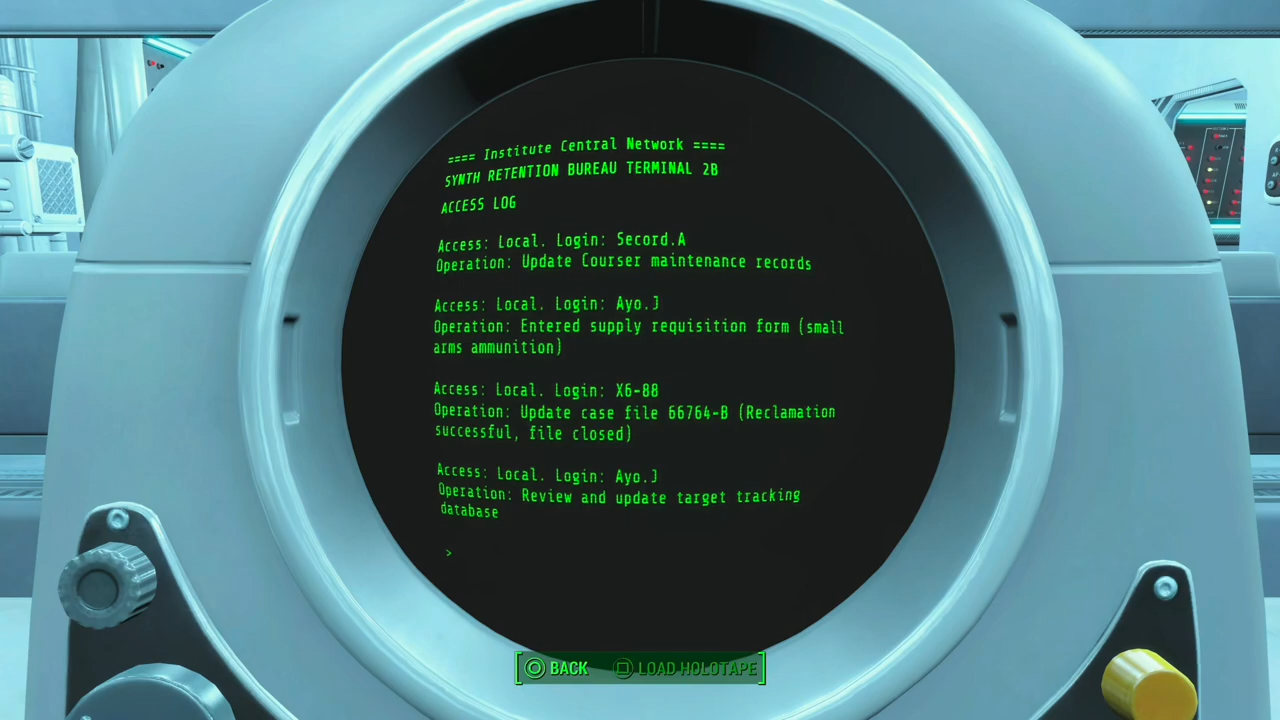 ==== Institute Central Network ====
SYNTH RETENTION BUREAU TERMINAL 2B
ACCESS LOG
Access: Local. Login: Secord.A
Operation: Update Courser maintenance records
Access: Local. Login: Ayo.J
Operation: Entered supply requisition form (small
arms ammunition)
Access: Local. Login: X6-88
Operation: Update case file 66764-B (Reclamation
successful, file closed)
Access: Local. Login: Ayo.J
Operation: Review and update target tracking
database
>
BACK LOAD HOLOTAPE